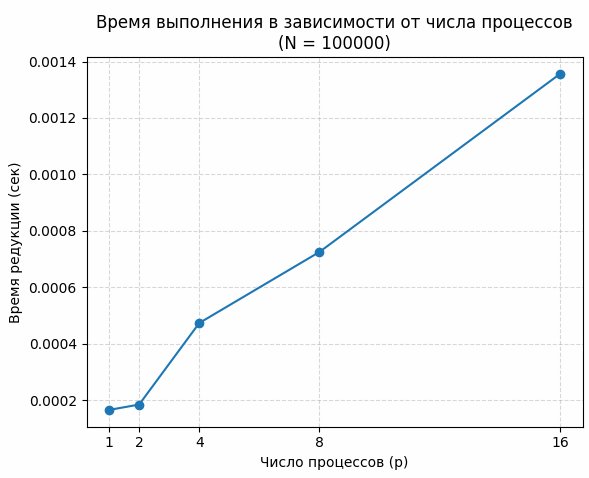 Время выполнения в зависимости от числа процессов
(N = 100000)
0.0014
0.0012
0.0010
0.0008
0.0006
0.0004
0.0002
Время редукции (сек)
1 2 4 8 16
Число процессов (p)